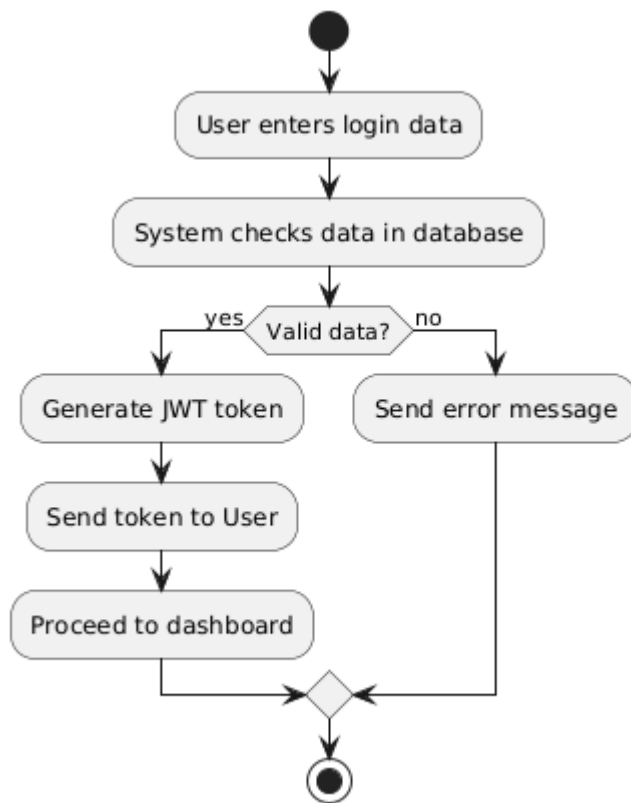 User enters login data
System checks data in database
yes
Valid data?
no
Generate JWT token
Send error message
Send token to User
Proceed to dashboard